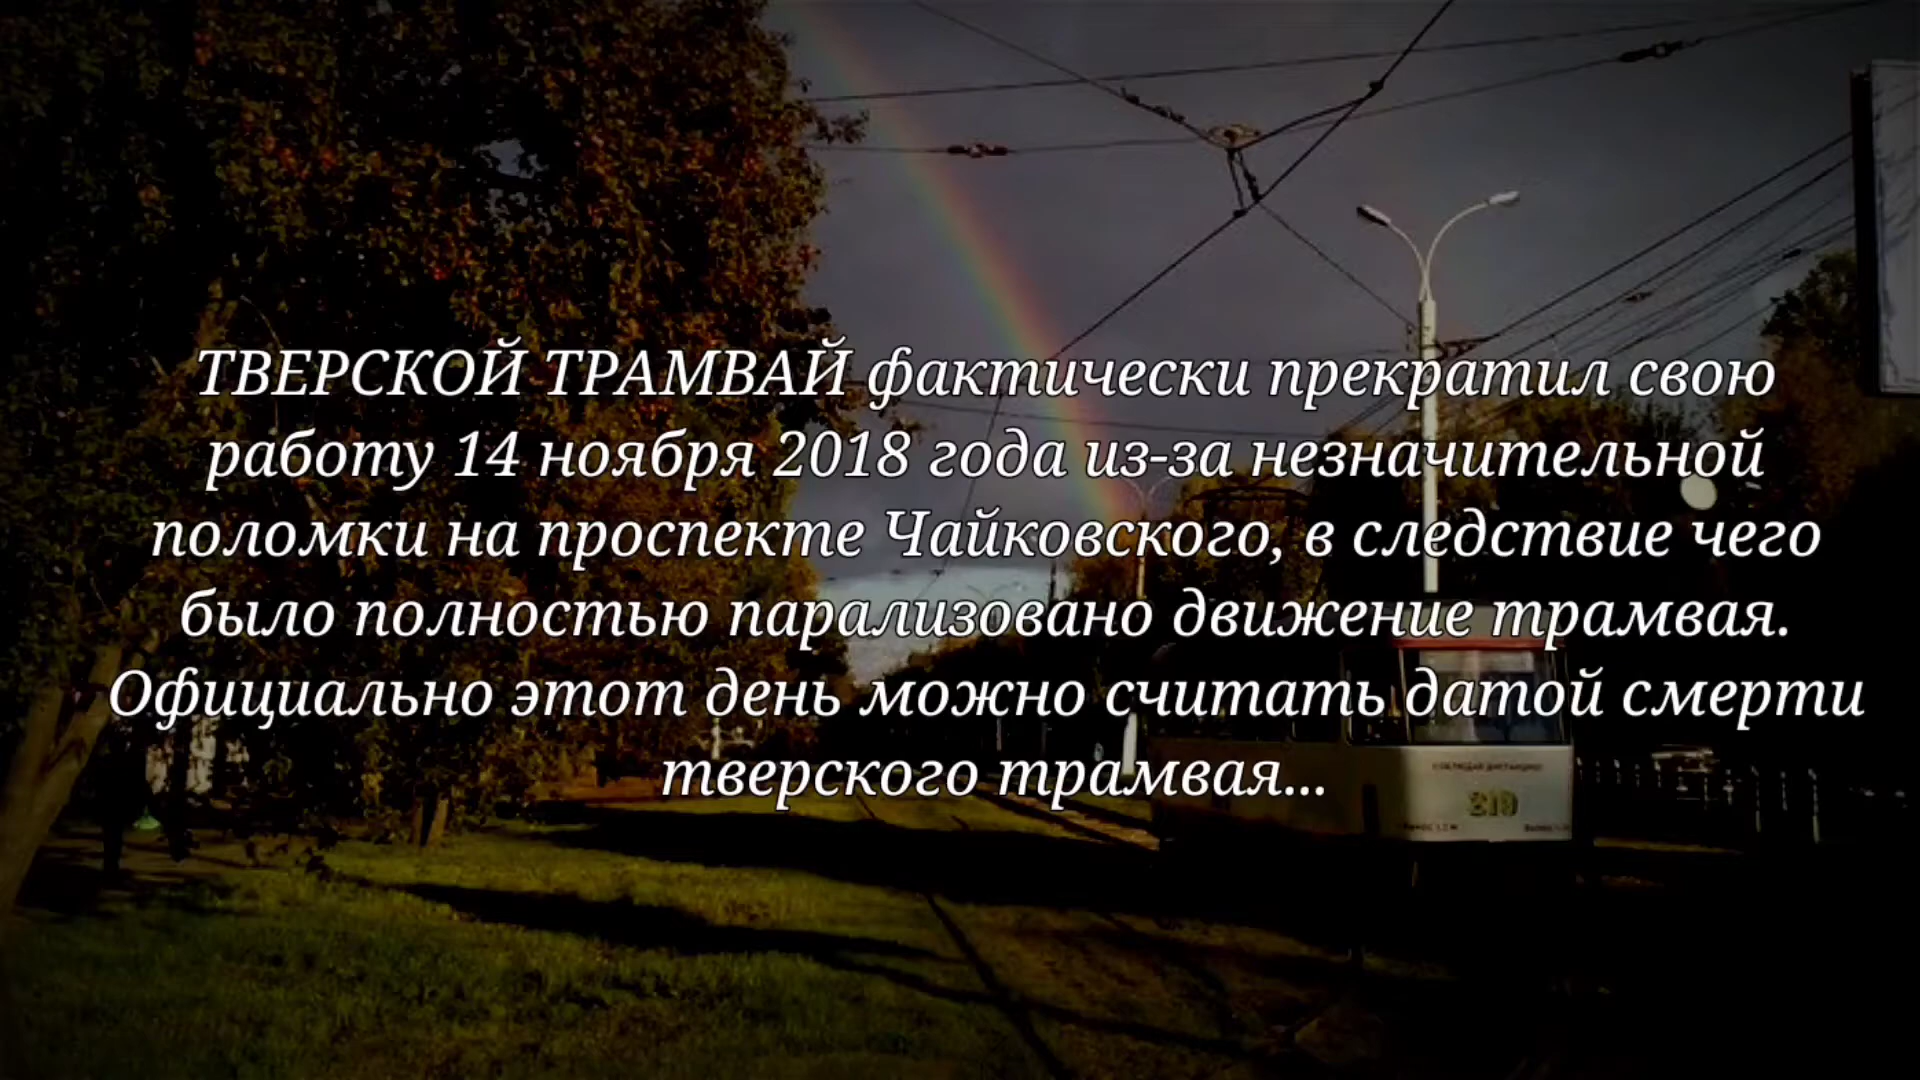 ТВЕРСКОЙ ТРАМВАЙ фактически прекратил свою
работу 14 ноября 2018 года из-за незначительной
поломки на проспекте Чайковского, в следствие чего
было полностью парализовано движение трамвая.
Официально этот день можно считать датой смерти
тверского трамвая...